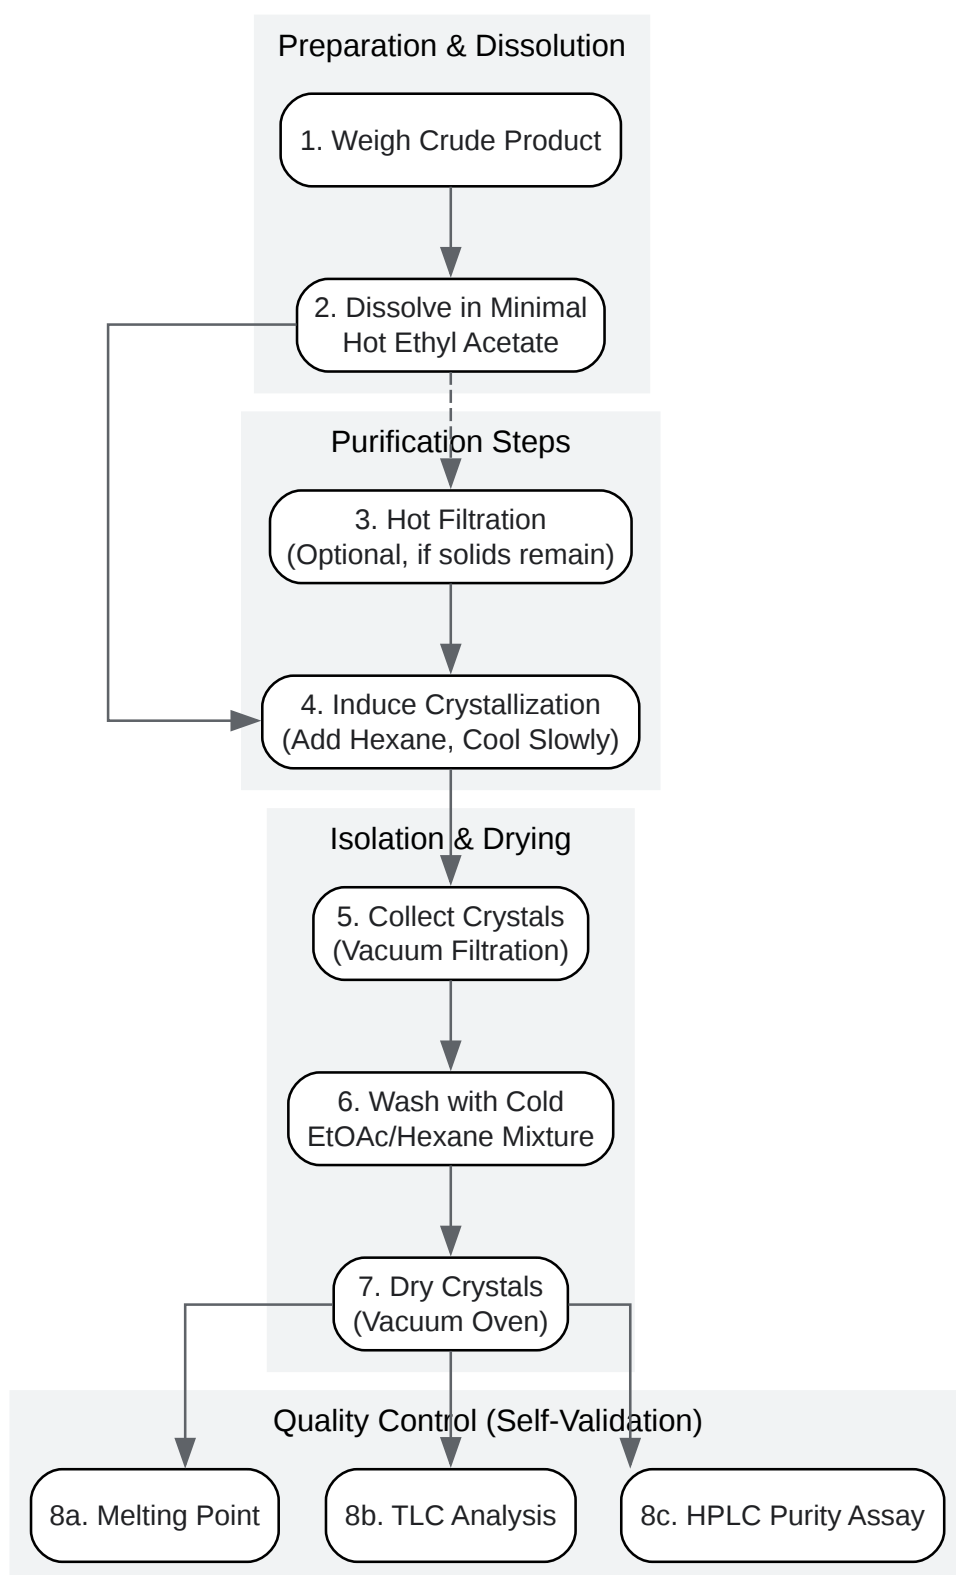 Preparation & Dissolution
1. Weigh Crude Product
2. Dissolve in Minimal
Hot Ethyl Acetate
Purification Steps
3. Hot Filtration
(Optional, if solids remain)
4. Induce Crystallization
(Add Hexane, Cool Slowly)
Isolation & Drying
5. Collect Crystals
(Vacuum Filtration)
6. Wash with Cold
EtOAc/Hexane Mixture
7. Dry Crystals
(Vacuum Oven)
Quality Control (Self-Validation)
8a. Melting Point
8b. TLC Analysis
8c. HPLC Purity Assay